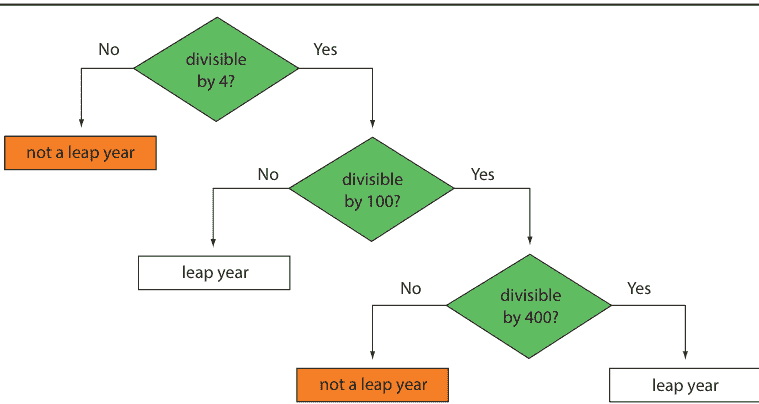 No
Yes
divisible
by 4?
not a leap year
No
Yes
divisible
by 100?
leap year
No
Yes
divisible
by 400?
not a leap year
leap year